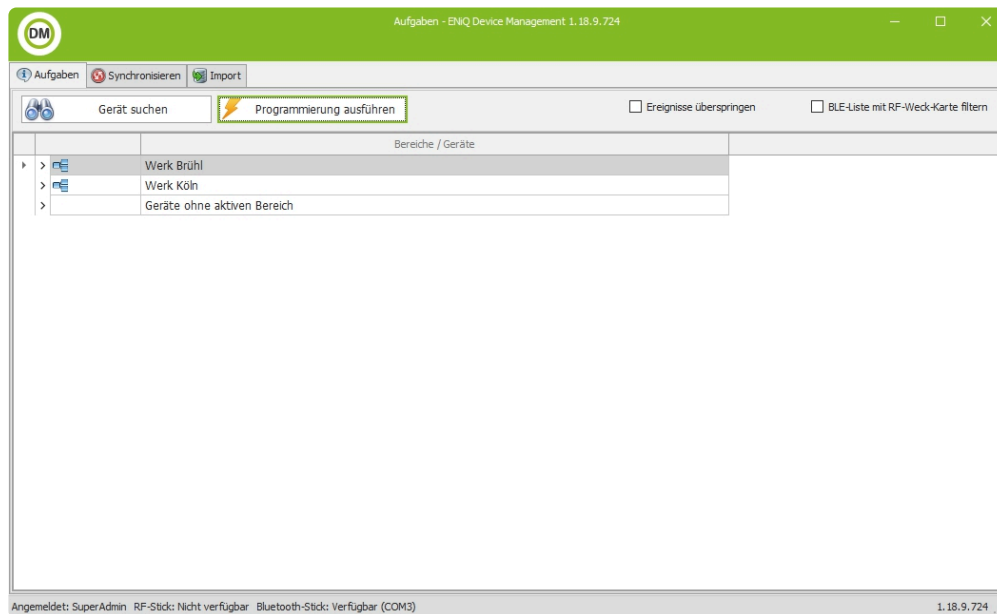 DM
Aufgaben - ENiQ Device Management 1.18.9.724
Aufgaben Synchronisieren Import
Gerät suchen Programmierung ausführen Ereignisse überspringen BLE-Liste mit RF-Weck-Karte filtern
Bereiche / Geräte
Werk Brühl
Werk Köln
Geräte ohne aktiven Bereich
Angemeldet: SuperAdmin RF-Stick: Nicht verfügbar Bluetooth-Stick: Verfügbar (COM3) 1.18.9.724